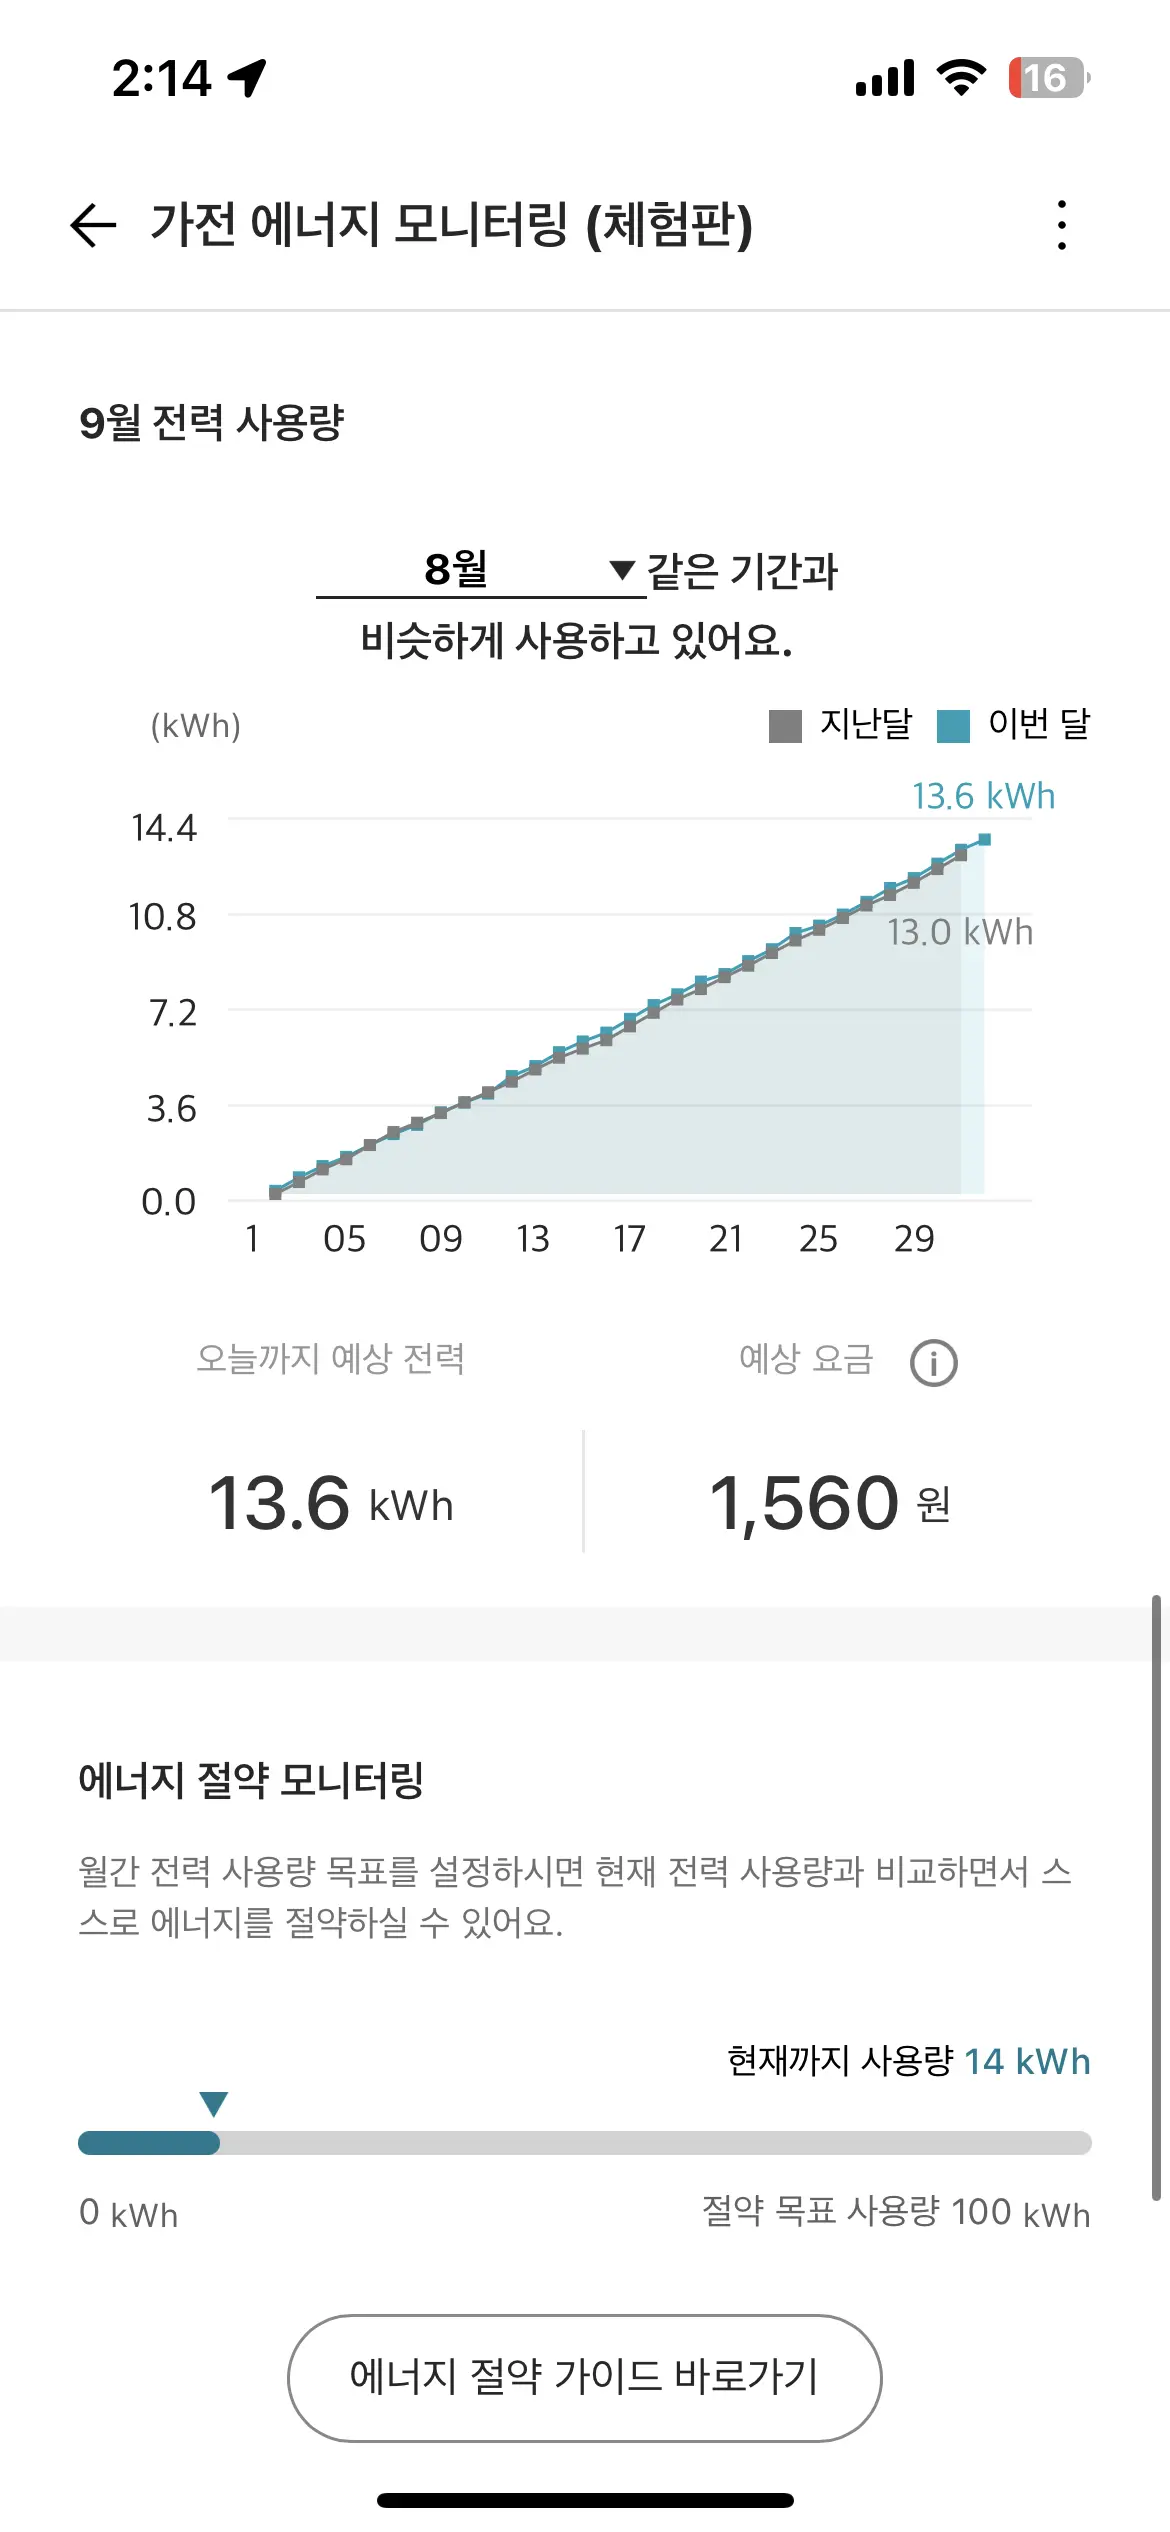 2:14
16
가전 에너지 모니터링 (체험판)
9월 전력 사용량
8월 ▼ 같은 기간과
비슷하게 사용하고 있어요.
(kWh)
지난달 이번 달
13.6 kWh
14.4
10.8
13.0 kWh
7.2
3.6
0.0
1 05 09 13 17 21 25 29
오늘까지 예상 전력
예상 요금
13.6 kWh
1,560 원
에너지 절약 모니터링
월간 전력 사용량 목표를 설정하시면 현재 전력 사용량과 비교하면서 스
스로 에너지를 절약하실 수 있어요.
현재까지 사용량 14 kWh
0 kWh
절약 목표 사용량 100 kWh
에너지 절약 가이드 바로가기